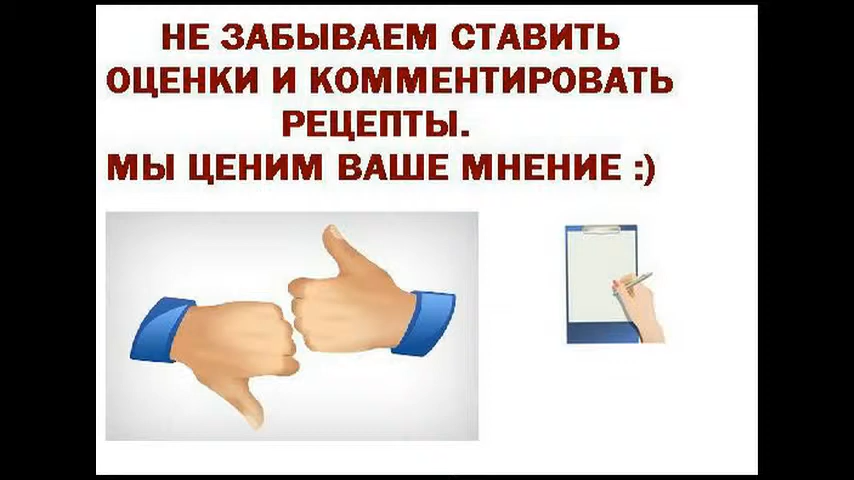 НЕ ЗАБЫВАЕМ СТАВИТЬ
ОЦЕНКИ И КОММЕНТИРОВАТЬ
РЕЦЕПТЫ.
МЫ ЦЕНИМ ВАШЕ МНЕНИЕ :)